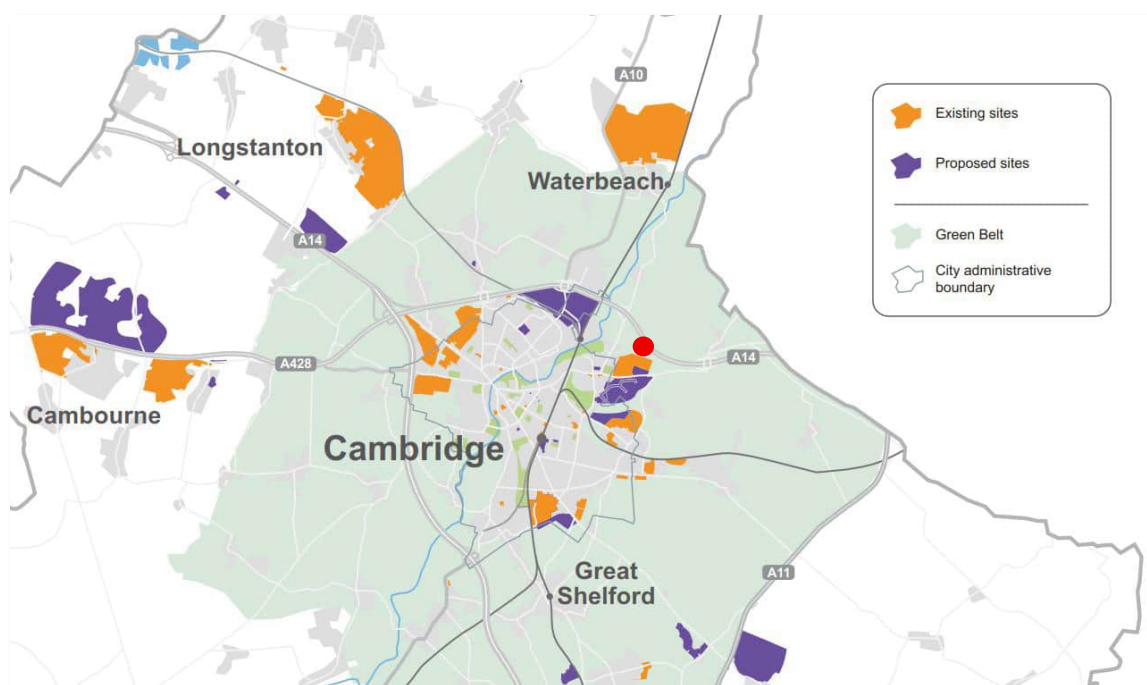 A10
Longstanton
Waterbeach
A14
A14
A428
Cambourne
Cambridge
Great
Shelford
A11
Existing sites
Proposed sites
Green Belt
City administrative
boundary